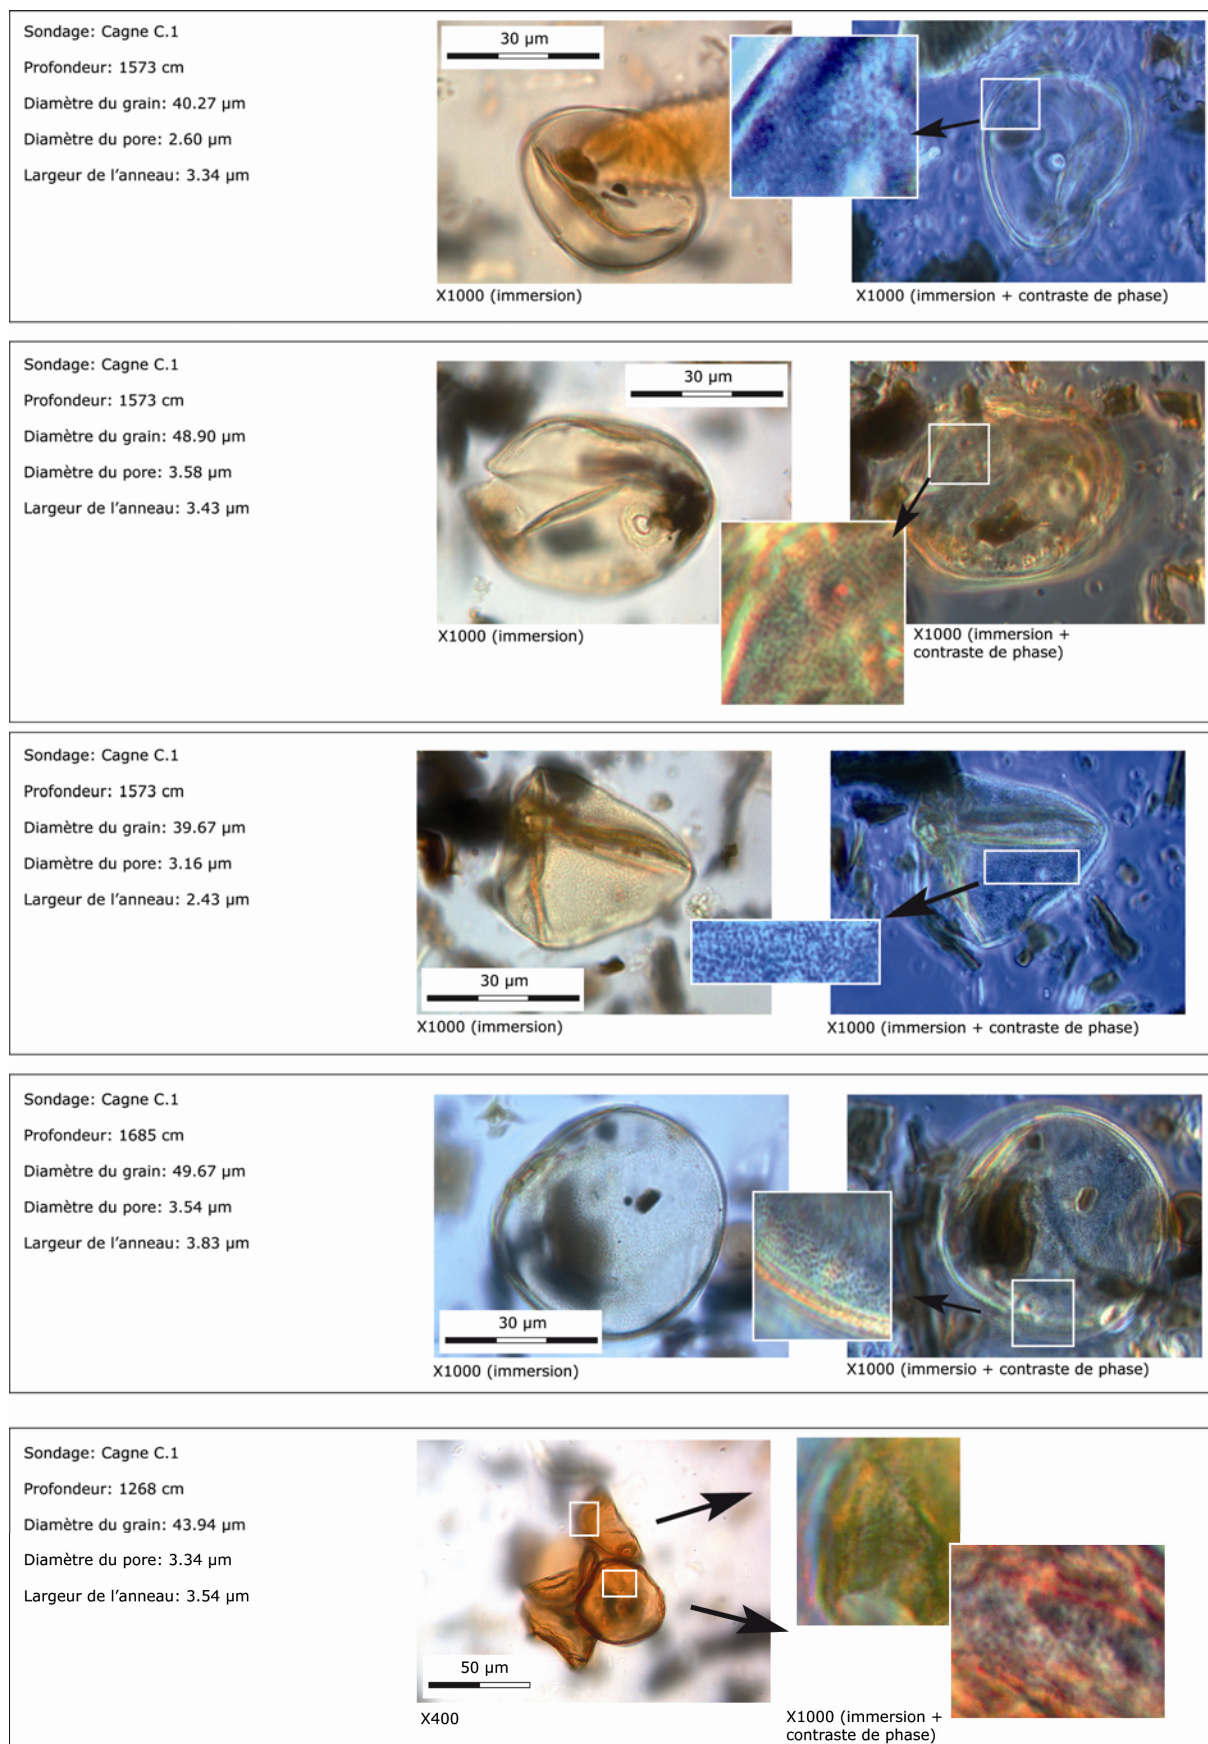 Sondage: Cagne C.1
Profondeur: 1573 cm
Diamètre du grain: 40.27 µm
Diamètre du pore: 2.60 µm
Largeur de l'anneau: 3.34 µm
30 µm
X1000 (immersion)
X1000 (immersion + contraste de phase)
Sondage: Cagne C.1
Profondeur: 1573 cm
Diamètre du grain: 48.90 µm
Diamètre du pore: 3.58 µm
Largeur de l'anneau: 3.43 µm
30 µm
X1000 (immersion)
X1000 (immersion +
contraste de phase)
Sondage: Cagne C.1
Profondeur: 1573 cm
Diamètre du grain: 39.67 µm
Diamètre du pore: 3.16 µm
Largeur de l'anneau: 2.43 µm
30 µm
X1000 (immersion)
X1000 (immersion + contraste de phase)
Sondage: Cagne C.1
Profondeur: 1685 cm
Diamètre du grain: 49.67 µm
Diamètre du pore: 3.54 µm
Largeur de l'anneau: 3.83 µm
30 µm
X1000 (immersion)
X1000 (immersio + contraste de phase)
Sondage: Cagne C.1
Profondeur: 1268 cm
Diamètre du grain: 43.94 µm
Diamètre du pore: 3.34 µm
Largeur de l'anneau: 3.54 µm
50 µm
X400
X1000 (immersion +
contraste de phase)